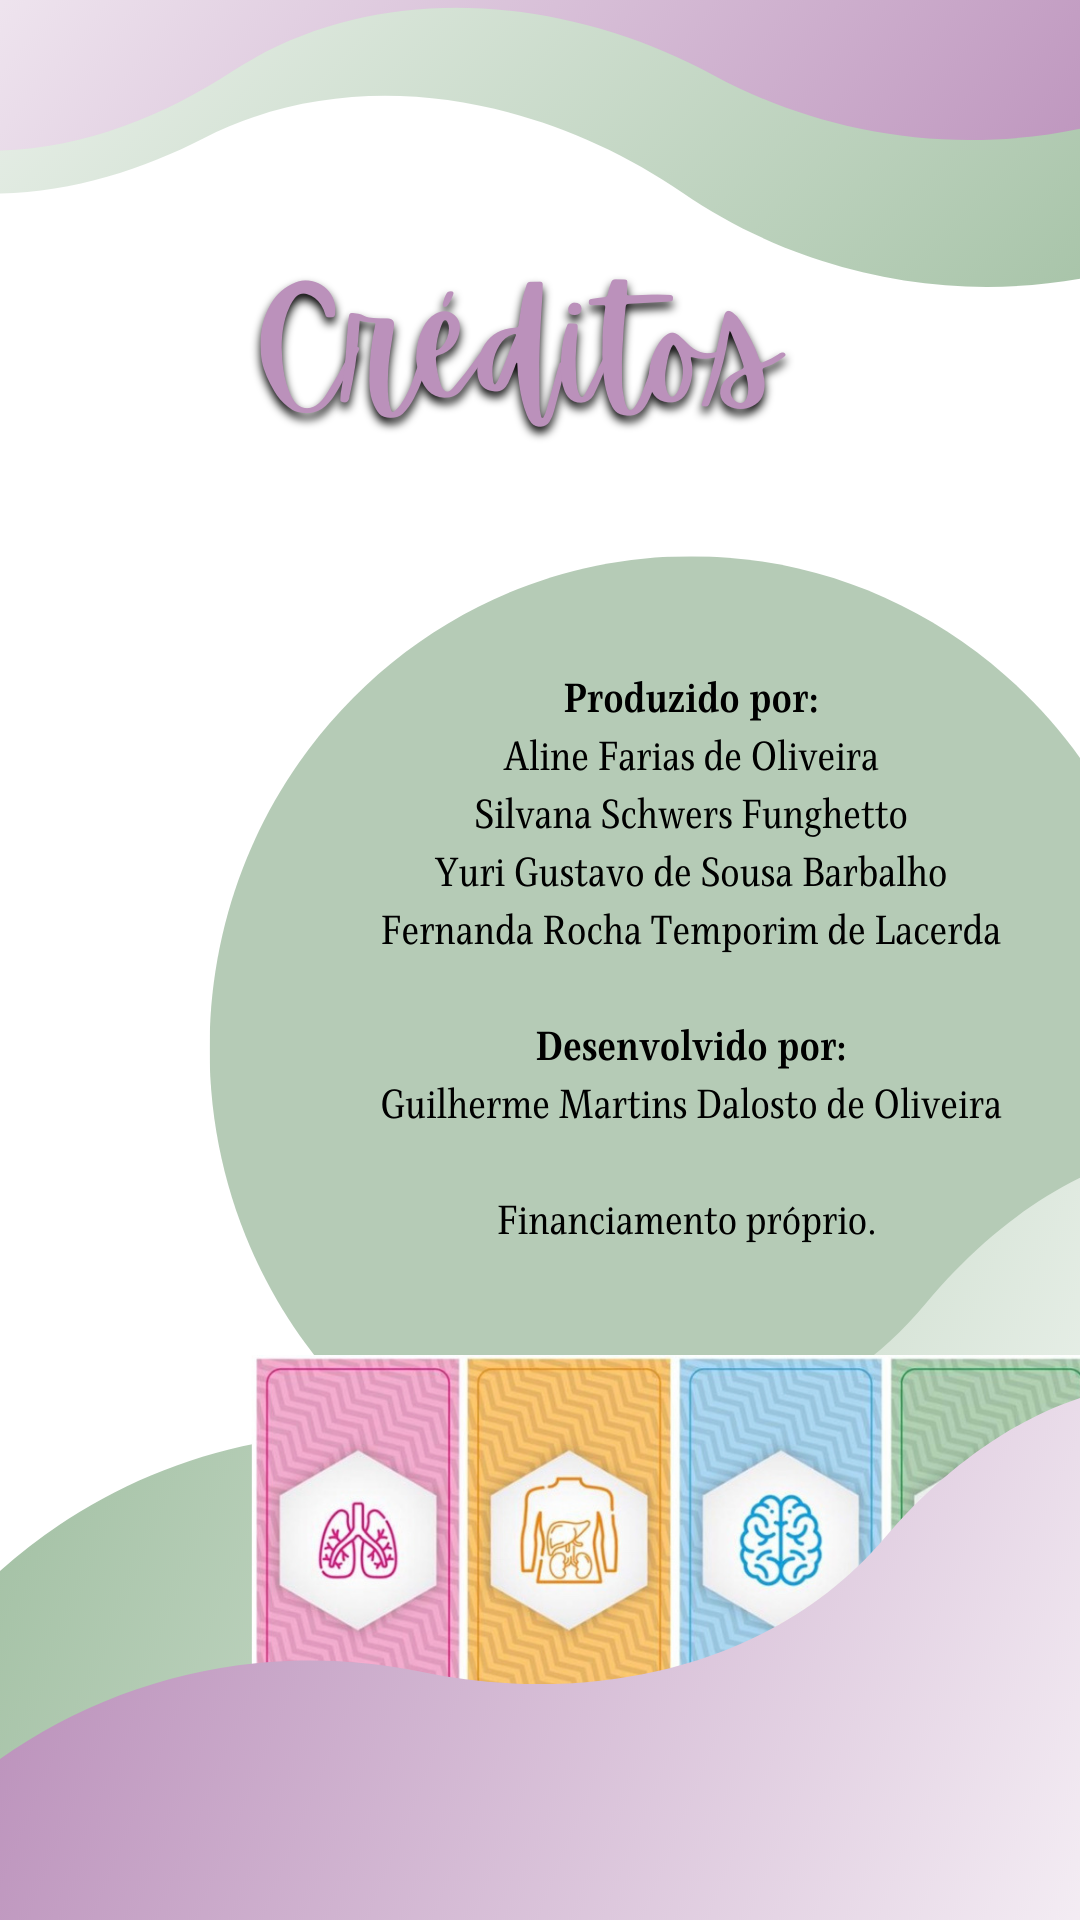 Créditos
Produzido por:
Aline Farias de Oliveira
Silvana Schwers Funghetto
Yuri Gustavo de Sousa Barbalho
Fernanda Rocha Temporim de Lacerda
Desenvolvido por:
Guilherme Martins Dalosto de Oliveira
Financiamento próprio.